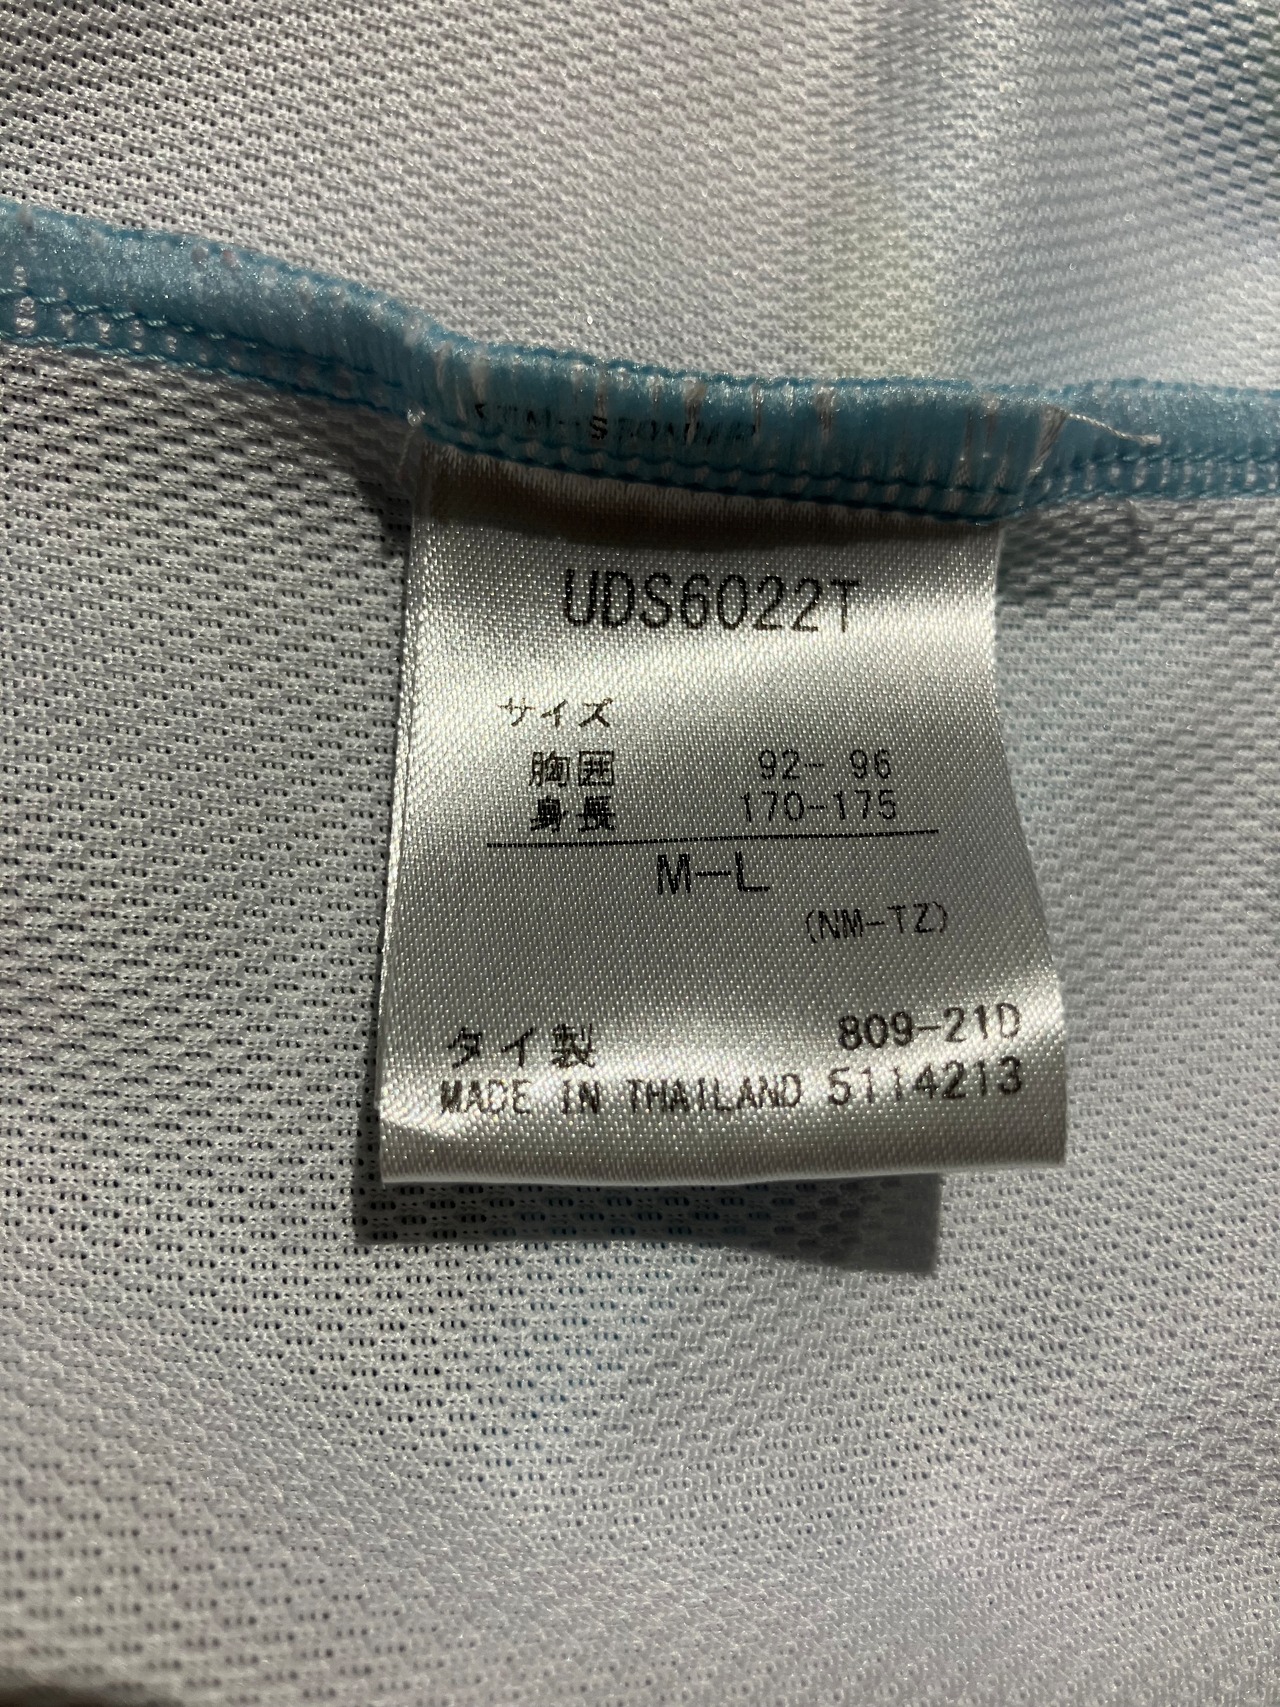 UDS6022T
サイズ
胸囲 92- 96
身長 170-175
M-L
(NM-TZ)
タイ製 809-21D
MADE IN THAILAND 5114213